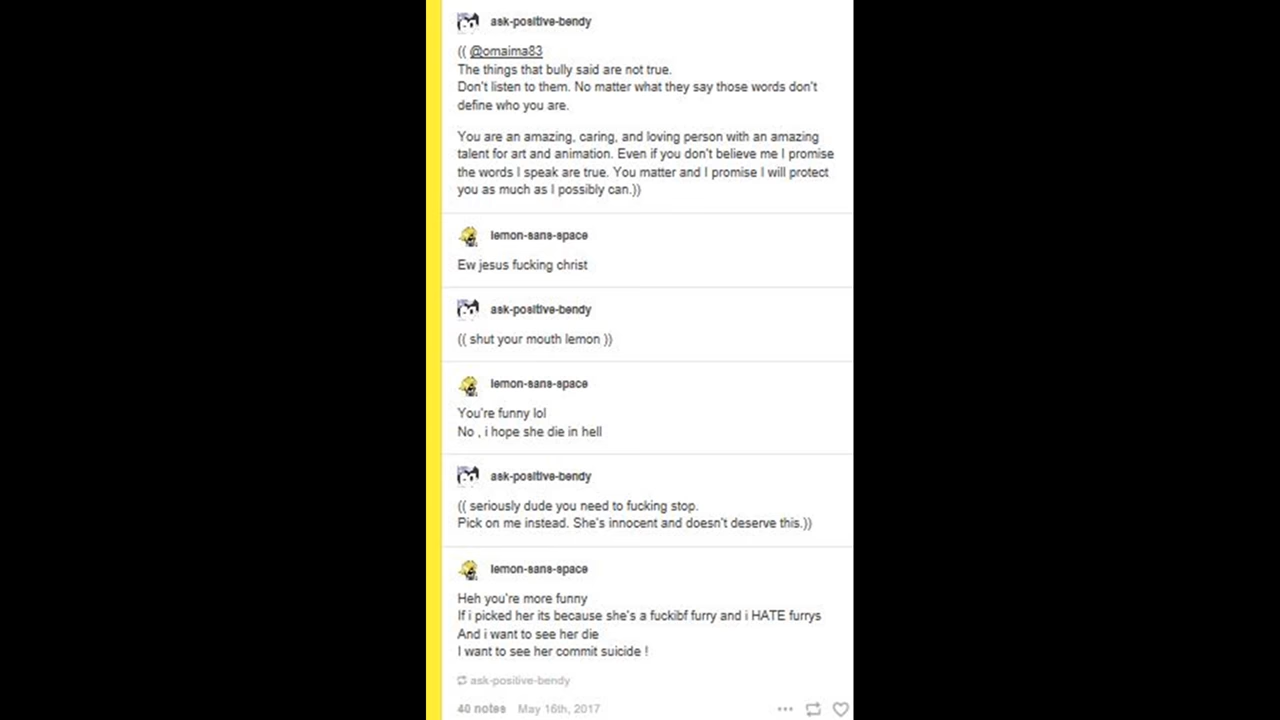 ask-positive-bendy
(( @omaima83
The things that bully said are not true.
Don't listen to them. No matter what they say those words don't
define who you are.
You are an amazing, caring, and loving person with an amazing
talent for art and animation. Even if you don't believe me I promise
the words I speak are true. You matter and I promise I will protect
you as much as I possibly can.))
lemon-sans-space
Ew jesus fucking christ
ask-positive-bendy
(( shut your mouth lemon ))
lemon-sans-space
You're funny lol
No , i hope she die in hell
ask-positive-bendy
(( seriously dude you need to fucking stop.
Pick on me instead. She's innocent and doesn't deserve this.))
lemon-sans-space
Heh you're more funny
If i picked her its because she's a fuckibf furry and i HATE furrys
And i want to see her die
I want to see her commit suicide !
ask-positive-bendy
40 notes May 16th, 2017